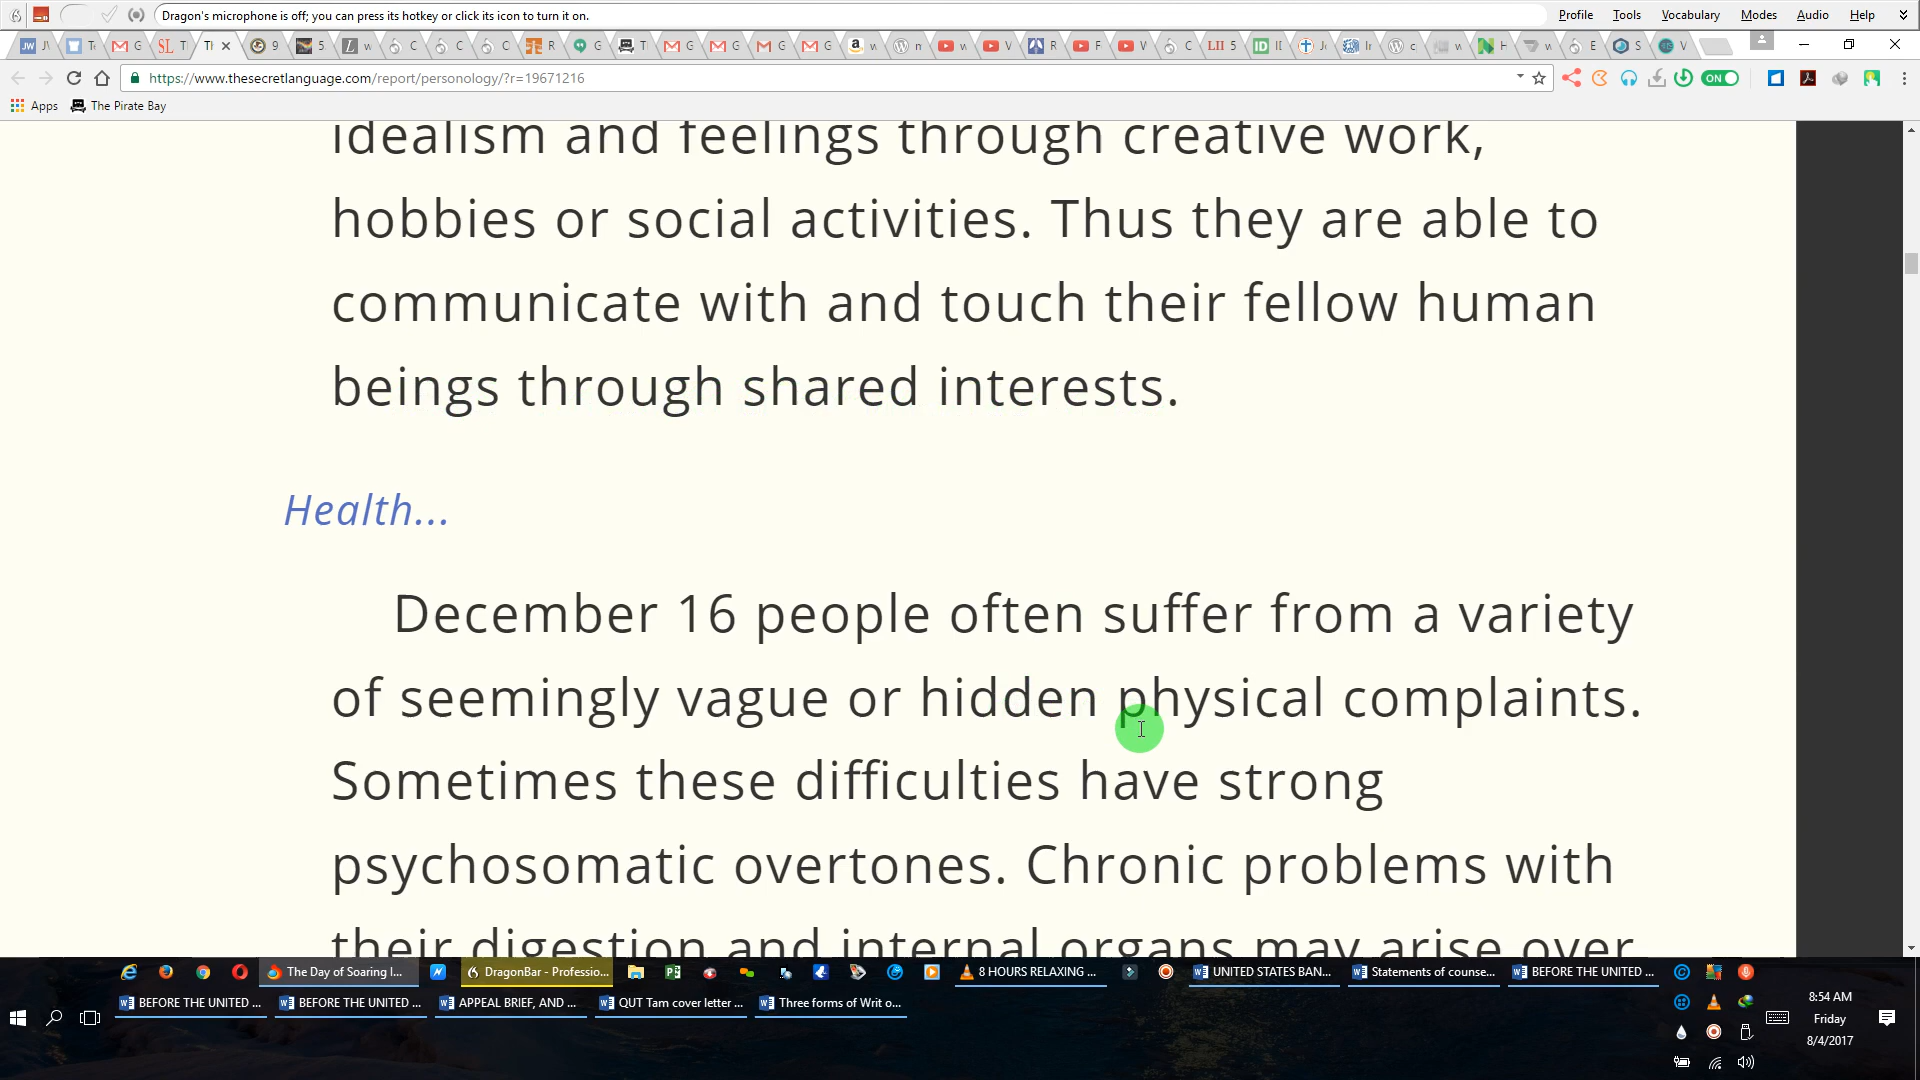 Dragon's microphone is off; you can press its hotkey or click its icon to turn it on.
Profile Tools Vocabulary Modes Audio Help
https://www.thesecretlanguage.com/report/personology/?r=19671216
ON
Apps The Pirate Bay
idealism and feelings through creative work,
hobbies or social activities. Thus they are able to
communicate with and touch their fellow human
beings through shared interests.
Health...
December 16 people often suffer from a variety
of seemingly vague or hidden physical complaints.
Sometimes these difficulties have strong
psychosomatic overtones. Chronic problems with
their digestion and internal organs may arise over
The Day of Soaring I... DragonBar - Professio... 8 HOURS RELAXING ... UNITED STATES BAN... Statements of counse... BEFORE THE UNITED ...
BEFORE THE UNITED ... BEFORE THE UNITED ... APPEAL BRIEF, AND ... QUT Tam cover letter ... Three forms of Writ o...
8:54 AM
Friday
8/4/2017